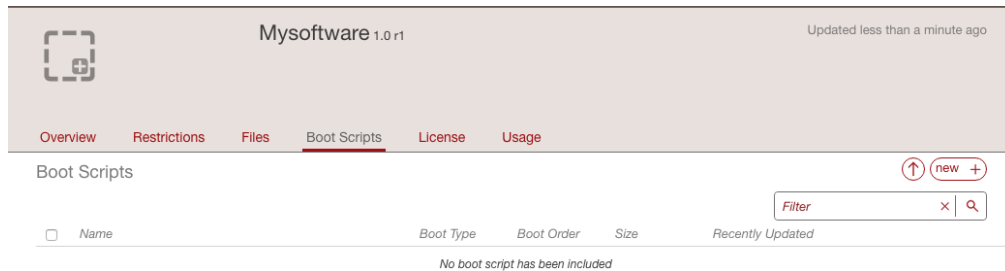 Mysoftware 1.0 r1
Updated less than a minute ago
Overview Restrictions Files Boot Scripts License Usage
Boot Scripts
new +
Filter
Name Boot Type Boot Order Size Recently Updated
No boot script has been included